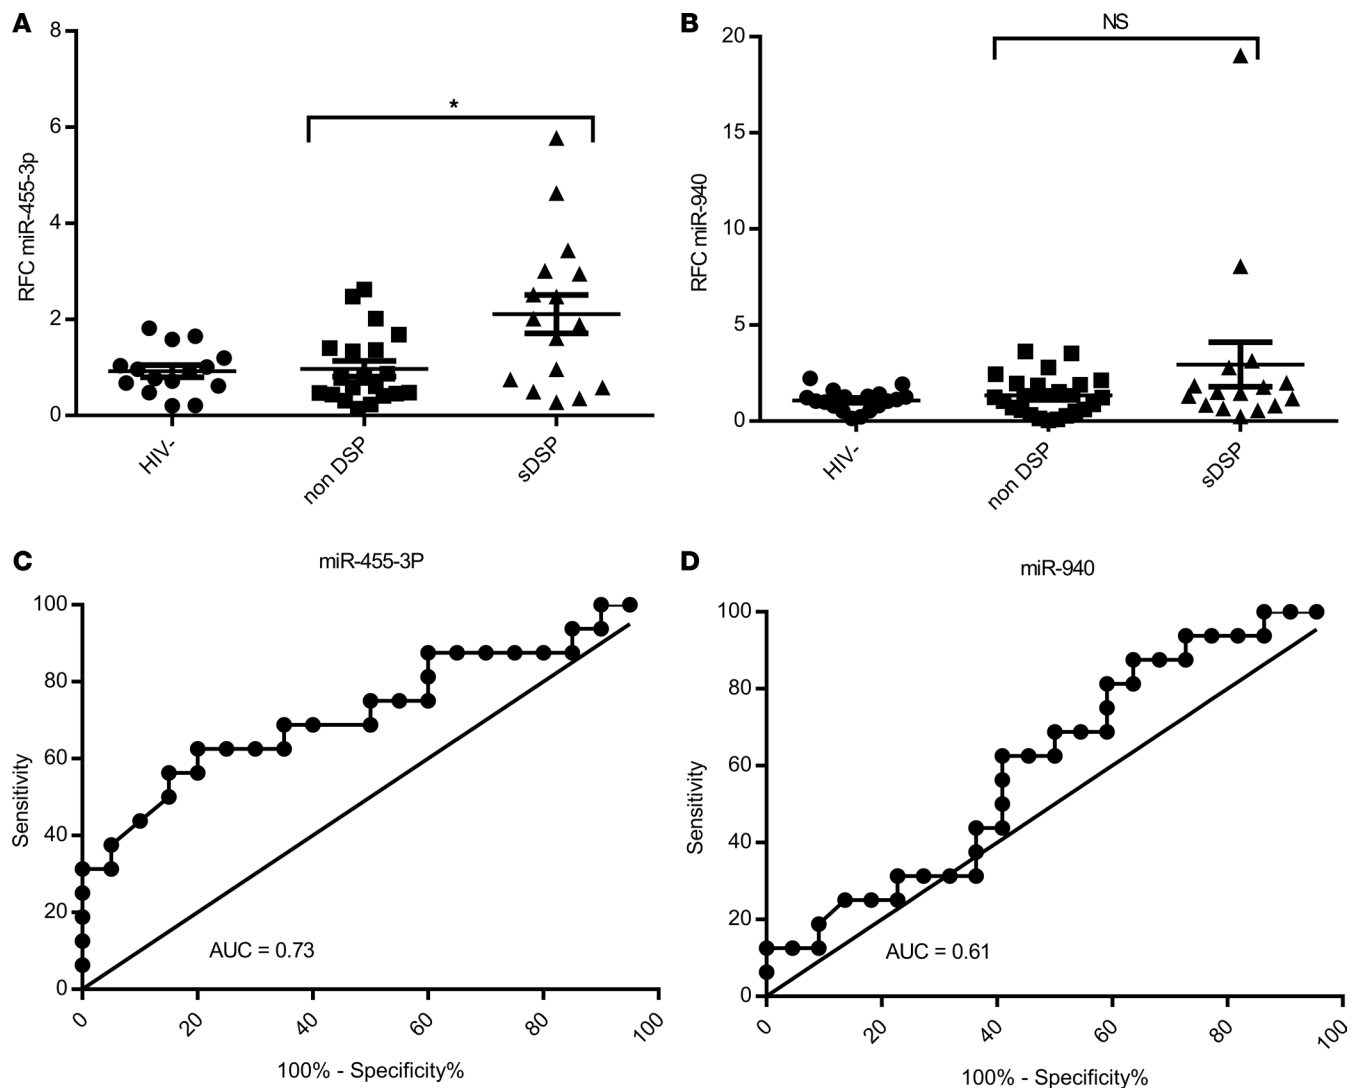 A
8
6
4
2
0
RFC miR-455-3p
*
HIV-
non DSP
sDSP
B
NS
20
15
10
5
0
RFC miR-940
HIV-
non DSP
sDSP
C
miR-455-3P
100
80
60
40
20
0
Sensitivity
AUC = 0.73
0
20
40
60
80
100
100% - Specificity%
D
miR-940
100
80
60
40
20
0
Sensitivity
AUC = 0.61
0
20
40
60
80
100
100% - Specificity%